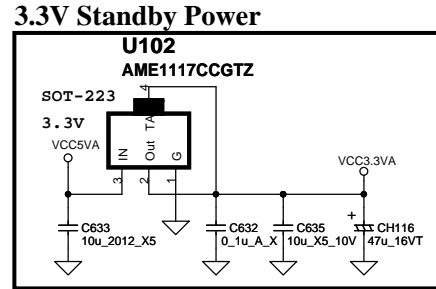 3.3V Standby Power
U102
AME1117CCGTZ
SOT-223
4
3.3V
TA
VCC5VA
IN
Out
G
VCC3.3VA
3
2
1
C633
10u_2012_X5
C632
0_1u_A_X
C635
10u_X5_10V
+
CH116
47u_16VT